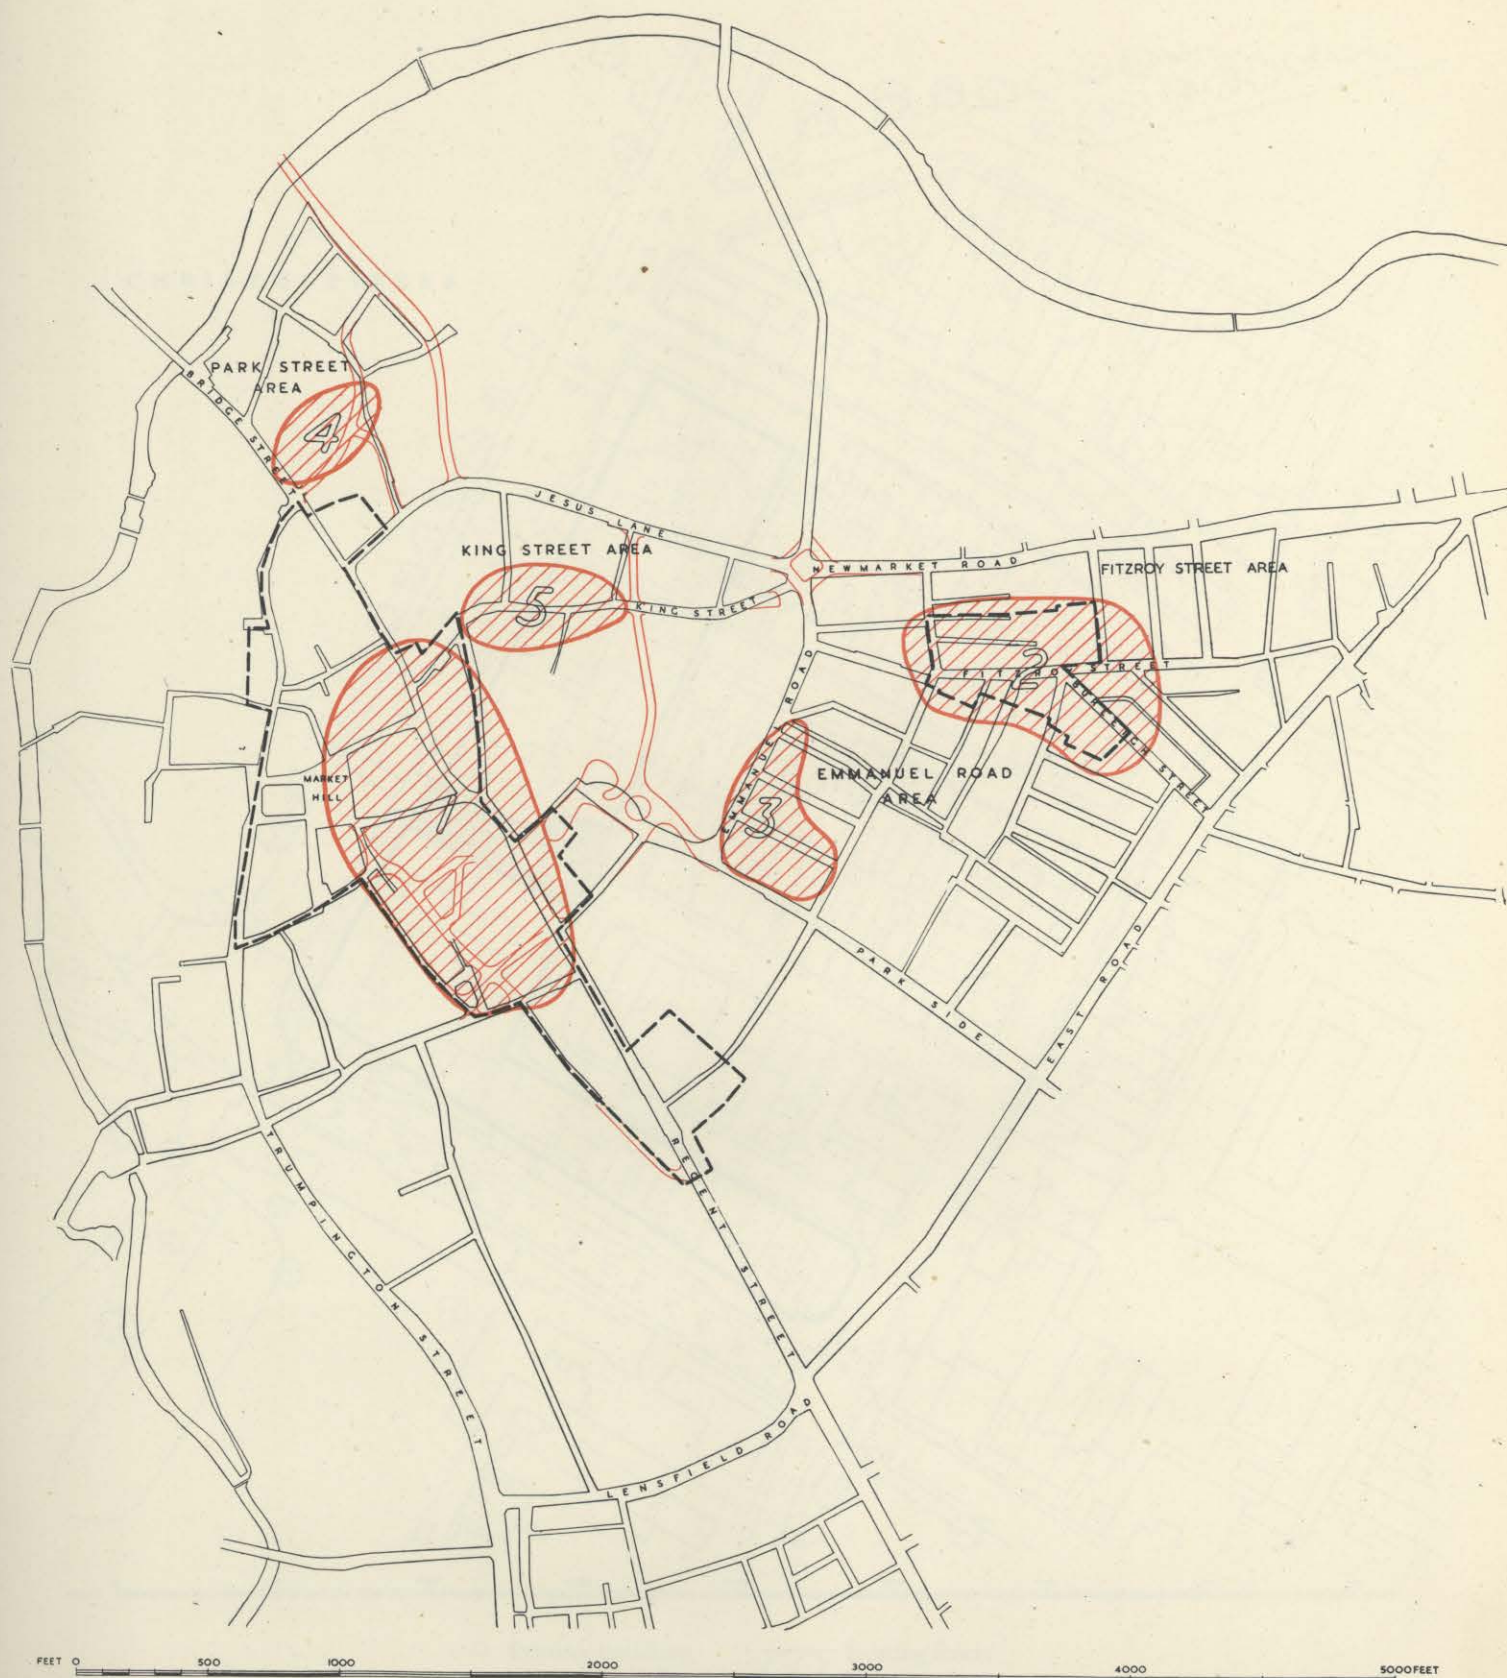 PARK STREET
AREA
BRIDGE STREET
4
JESUS LANE
KING STREET AREA
5
KING STREET
NEWMARKET ROAD
FITZROY STREET AREA
2
FITZROY STREET
BURLEIGH STREET
EMMANUEL ROAD
EMMANUEL ROAD
AREA
3
MARKET
HILL
1
PARK SIDE
EAST ROAD
REGENT STREET
TRUMPINGTON STREET
LENSFIELD ROAD
FEET 0 500 1000 2000 3000 4000 5000 FEET